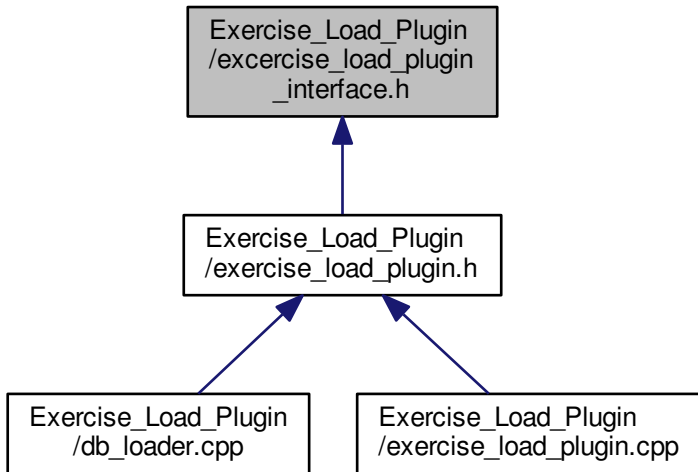 Exercise_Load_Plugin
/excercise_load_plugin
_interface.h
Exercise_Load_Plugin
/exercise_load_plugin.h
Exercise_Load_Plugin
/db_loader.cpp
Exercise_Load_Plugin
/exercise_load_plugin.cpp